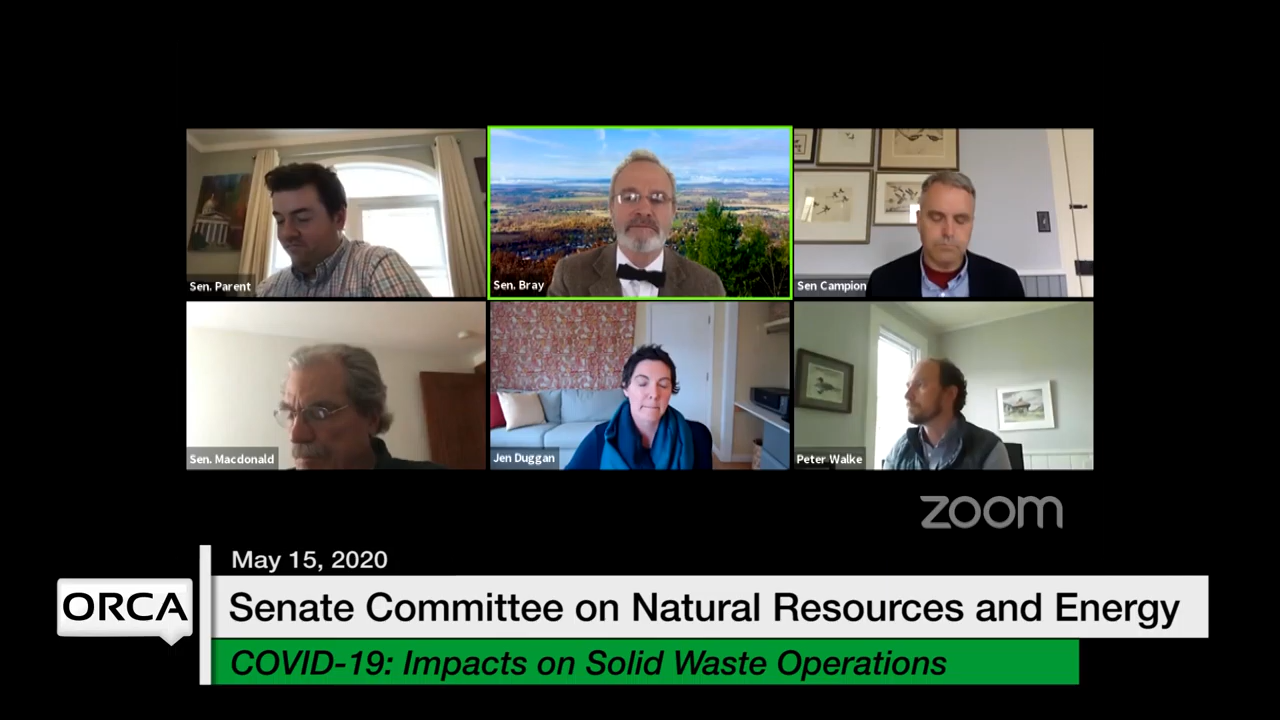 Sen. Parent
Sen. Bray
Sen Campion
Sen. Macdonald
Jen Duggan
Peter Walke
zoom
May 15, 2020
ORCA
Senate Committee on Natural Resources and Energy
COVID-19: Impacts on Solid Waste Operations